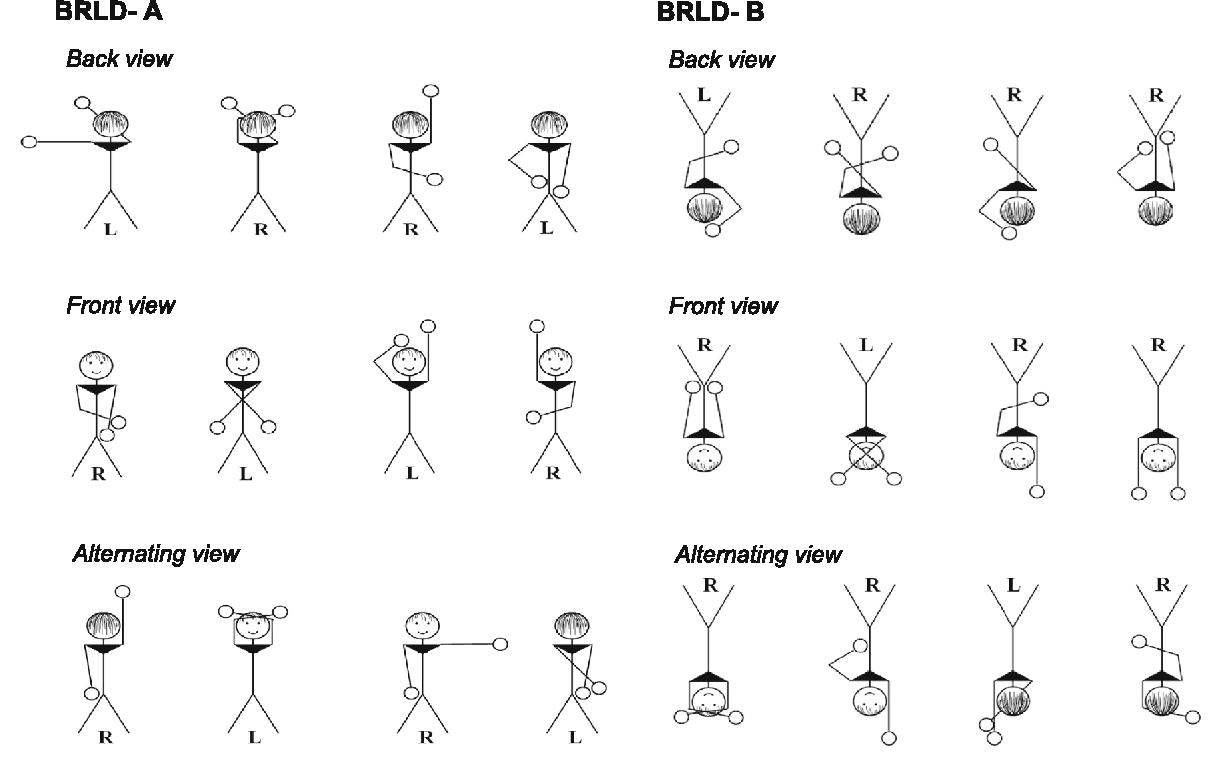 BRLD- A
Back view
L R R L
Front view
R L L R
Alternating view
R L R L
BRLD- B
Back view
L R R R
Front view
R L R R
Alternating view
R R L R